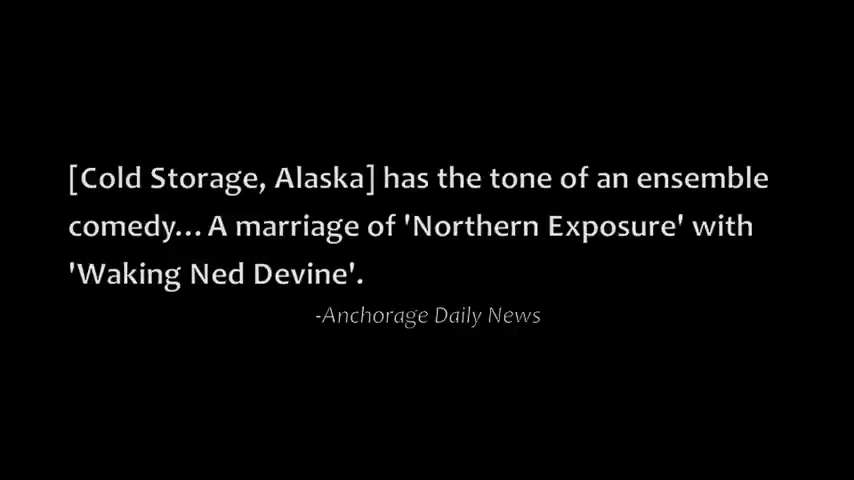 [Cold Storage, Alaska] has the tone of an ensemble
comedy... A marriage of 'Northern Exposure' with
'Waking Ned Devine'.
-Anchorage Daily News